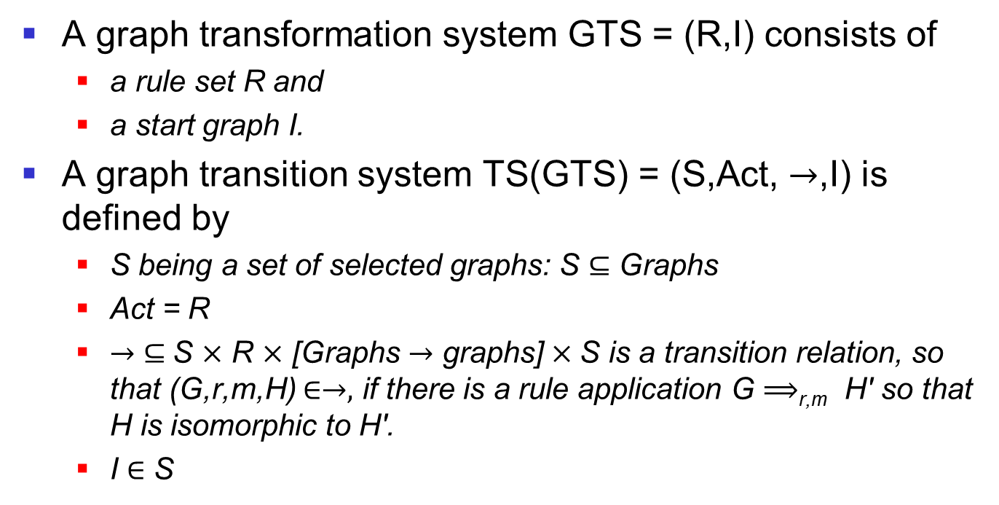 ▪ A graph transformation system GTS = (R,I) consists of
▪ a rule set R and
▪ a start graph I.
▪ A graph transition system TS(GTS) = (S,Act, →,I) is
defined by
▪ S being a set of selected graphs: S ⊆ Graphs
▪ Act = R
▪ → ⊆ S × R × [Graphs → graphs] × S is a transition relation, so
that (G,r,m,H) ∈→, if there is a rule application G ⟹r,m H' so that
H is isomorphic to H'.
▪ I ∈ S